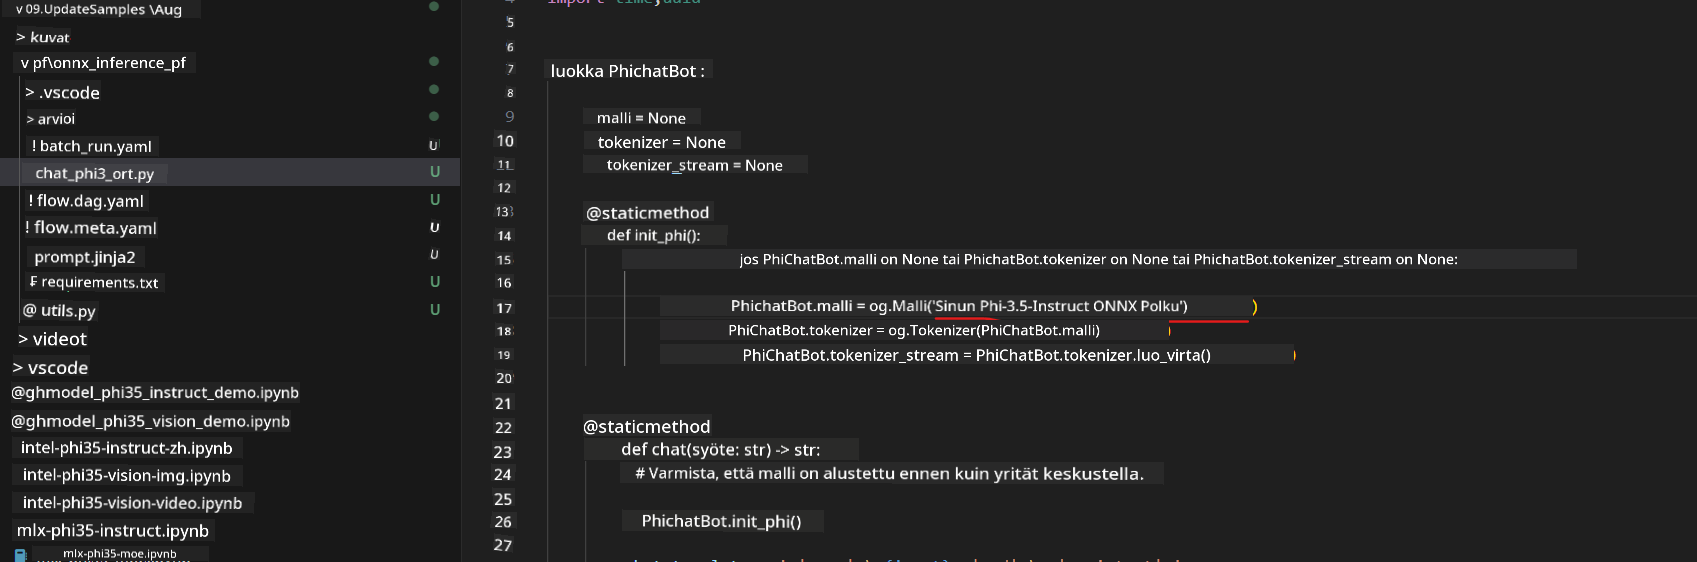 v 09.UpdateSamples \Aug
> kuvat
v pf\onnx_inference_pf
> .vscode
> arvioi
! batch_run.yaml U
chat_phi3_ort.py U
! flow.dag.yaml U
! flow.meta.yaml U
prompt.jinja2 U
requirements.txt U
@ utils.py U
> videot
> vscode
@ghmodel_phi35_instruct_demo.ipynb
@ghmodel_phi35_vision_demo.ipynb
intel-phi35-instruct-zh.ipynb
intel-phi35-vision-img.ipynb
intel-phi35-vision-video.ipynb
mlx-phi35-instruct.ipynb
mlx-phi35-moe.ipvnb
5
6
7 luokka PhichatBot :
8
9 malli = None
10 tokenizer = None
11 tokenizer_stream = None
12
13 @staticmethod
14 def init_phi():
15 jos PhiChatBot.malli on None tai PhichatBot.tokenizer on None tai PhichatBot.tokenizer_stream on None:
16
17 PhichatBot.malli = og.Malli('Sinun Phi-3.5-Instruct ONNX Polku') )
18 PhiChatBot.tokenizer = og.Tokenizer(PhiChatBot.malli) )
19 PhiChatBot.tokenizer_stream = PhiChatBot.tokenizer.luo_virta() )
20
21
22 @staticmethod
23 def chat(syöte: str) -> str:
24 # Varmista, että malli on alustettu ennen kuin yrität keskustella.
25
26 PhichatBot.init_phi()
27